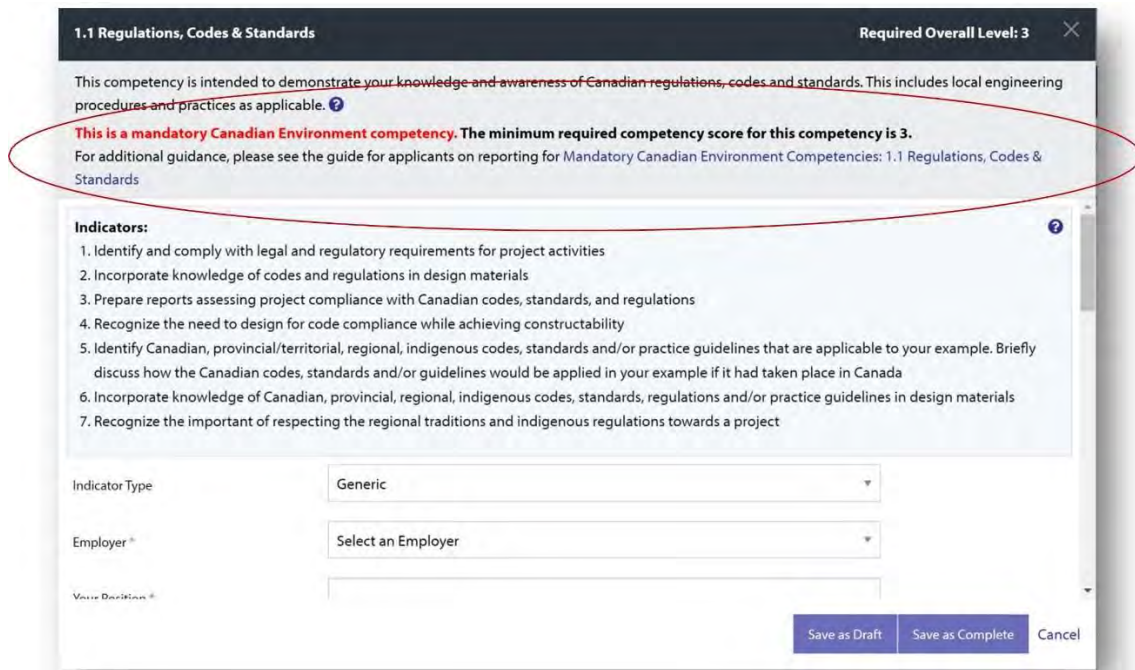 1.1 Regulations, Codes & Standards
Required Overall Level: 3
This competency is intended to demonstrate your knowledge and awareness of Canadian regulations, codes and standards. This includes local engineering
procedures and practices as applicable.
This is a mandatory Canadian Environment competency. The minimum required competency score for this competency is 3.
For additional guidance, please see the guide for applicants on reporting for Mandatory Canadian Environment Competencies: 1.1 Regulations, Codes &
Standards
Indicators:
1. Identify and comply with legal and regulatory requirements for project activities
2. Incorporate knowledge of codes and regulations in design materials
3. Prepare reports assessing project compliance with Canadian codes, standards, and regulations
4. Recognize the need to design for code compliance while achieving constructability
5. Identify Canadian, provincial/territorial, regional, indigenous codes, standards and/or practice guidelines that are applicable to your example. Briefly
discuss how the Canadian codes, standards and/or guidelines would be applied in your example if it had taken place in Canada
6. Incorporate knowledge of Canadian, provincial, regional, indigenous codes, standards, regulations and/or practice guidelines in design materials
7. Recognize the important of respecting the regional traditions and indigenous regulations towards a project
Indicator Type
Generic
Employer *
Select an Employer
Your Position *
Save as Draft
Save as Complete
Cancel